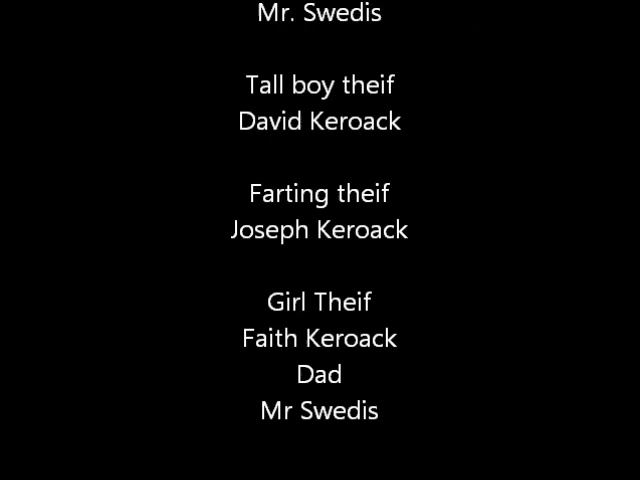 Mr. Swedis
Tall boy theif
David Keroack
Farting theif
Joseph Keroack
Girl Theif
Faith Keroack
Dad
Mr Swedis